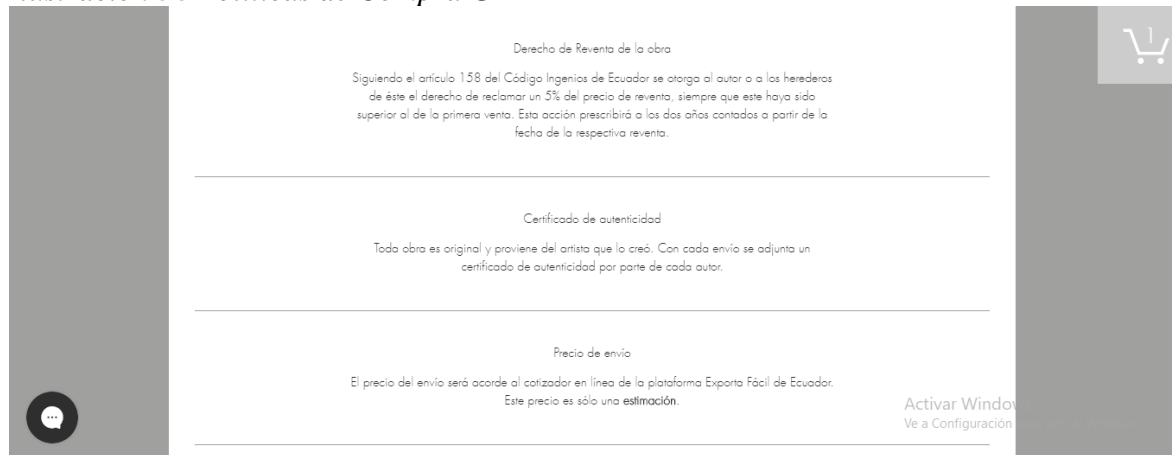 1
Derecho de Reventa de la obra
Siguiendo el artículo 158 del Código Ingenios de Ecuador se otorga al autor o a los herederos
de éste el derecho de reclamar un 5% del precio de reventa, siempre que este haya sido
superior al de la primera venta. Esta acción prescribirá a los dos años contados a partir de la
fecha de la respectiva reventa.
Certificado de autenticidad
Toda obra es original y proviene del artista que lo creó. Con cada envío se adjunta un
certificado de autenticidad por parte de cada autor.
Precio de envío
El precio del envío será acorde al cotizador en línea de la plataforma Exporta Fácil de Ecuador.
Este precio es sólo una estimación.
Activar Windows
Ve a Configuración